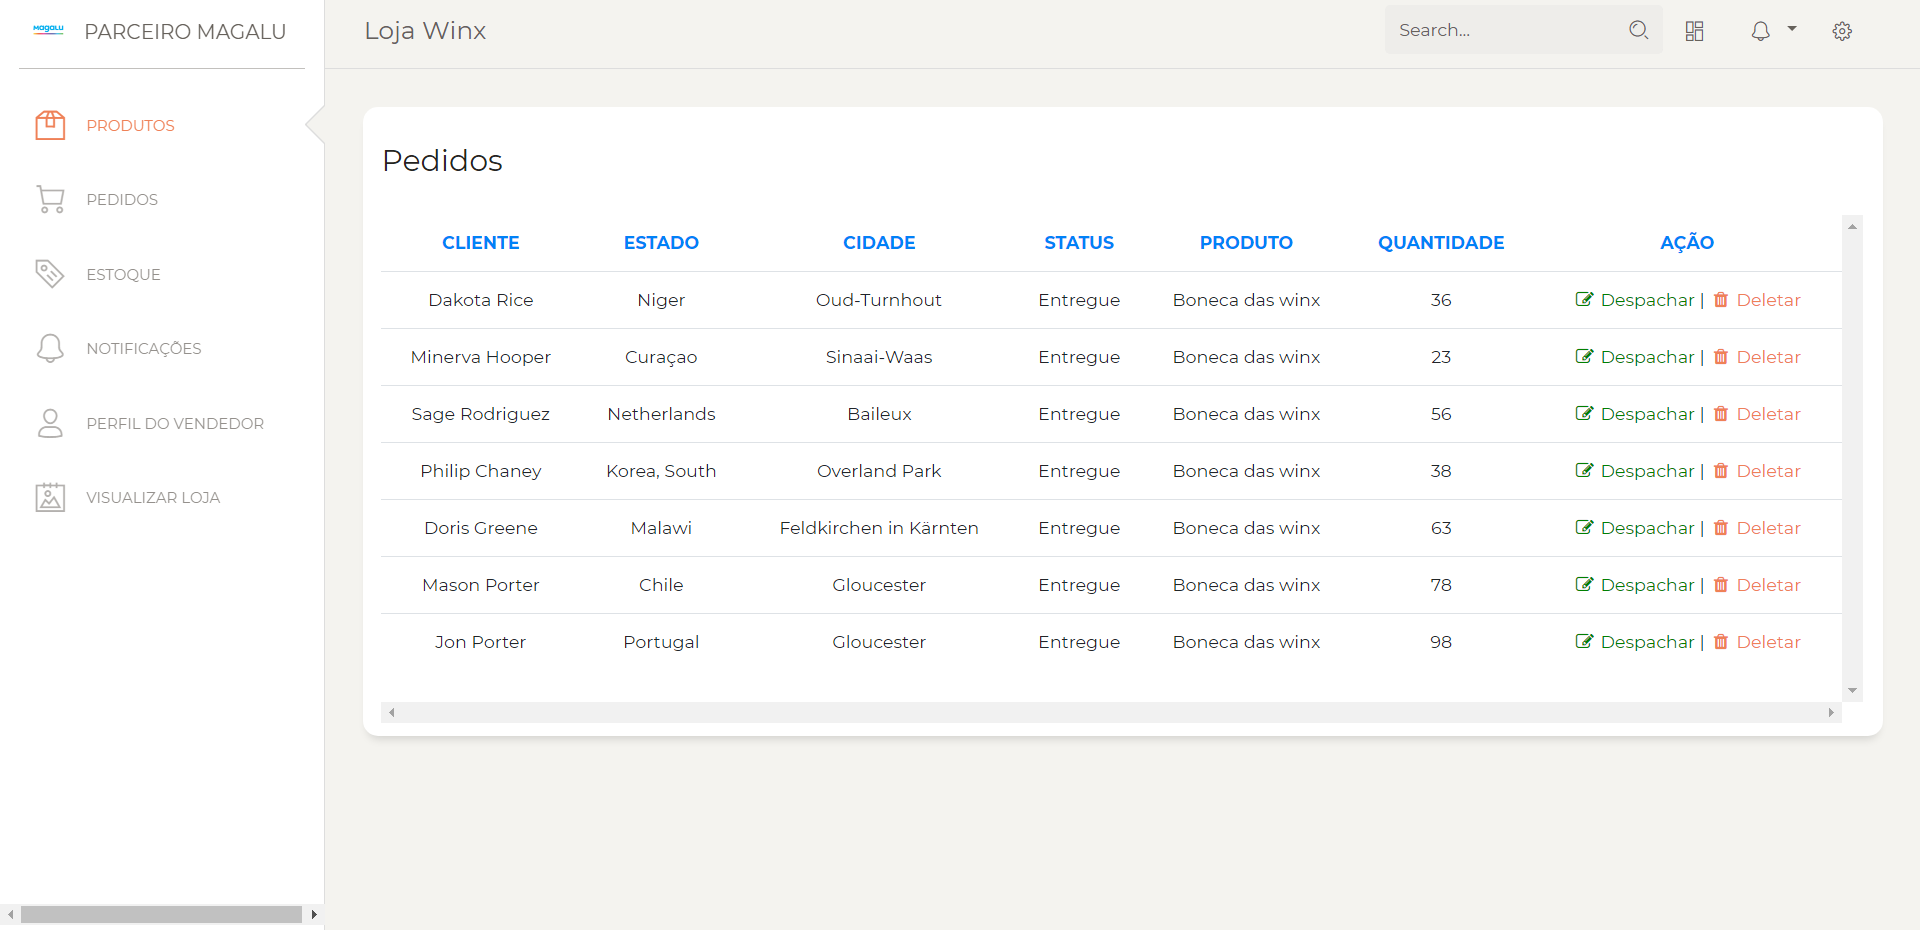 Magalu PARCEIRO MAGALU
Loja Winx
Search...
PRODUTOS
PEDIDOS
ESTOQUE
NOTIFICAÇÕES
PERFIL DO VENDEDOR
VISUALIZAR LOJA
Pedidos
CLIENTE ESTADO CIDADE STATUS PRODUTO QUANTIDADE AÇÃO
Dakota Rice Niger Oud-Turnhout Entregue Boneca das winx 36 Despachar | Deletar
Minerva Hooper Curaçao Sinaai-Waas Entregue Boneca das winx 23 Despachar | Deletar
Sage Rodriguez Netherlands Baileux Entregue Boneca das winx 56 Despachar | Deletar
Philip Chaney Korea, South Overland Park Entregue Boneca das winx 38 Despachar | Deletar
Doris Greene Malawi Feldkirchen in Kärnten Entregue Boneca das winx 63 Despachar | Deletar
Mason Porter Chile Gloucester Entregue Boneca das winx 78 Despachar | Deletar
Jon Porter Portugal Gloucester Entregue Boneca das winx 98 Despachar | Deletar